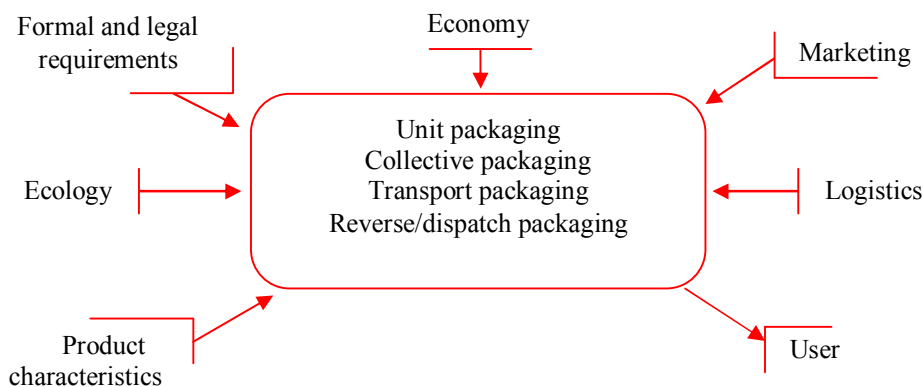 Formal and legal
requirements
Economy
Marketing
Unit packaging
Collective packaging
Transport packaging
Reverse/dispatch packaging
Ecology
Logistics
Product
characteristics
User